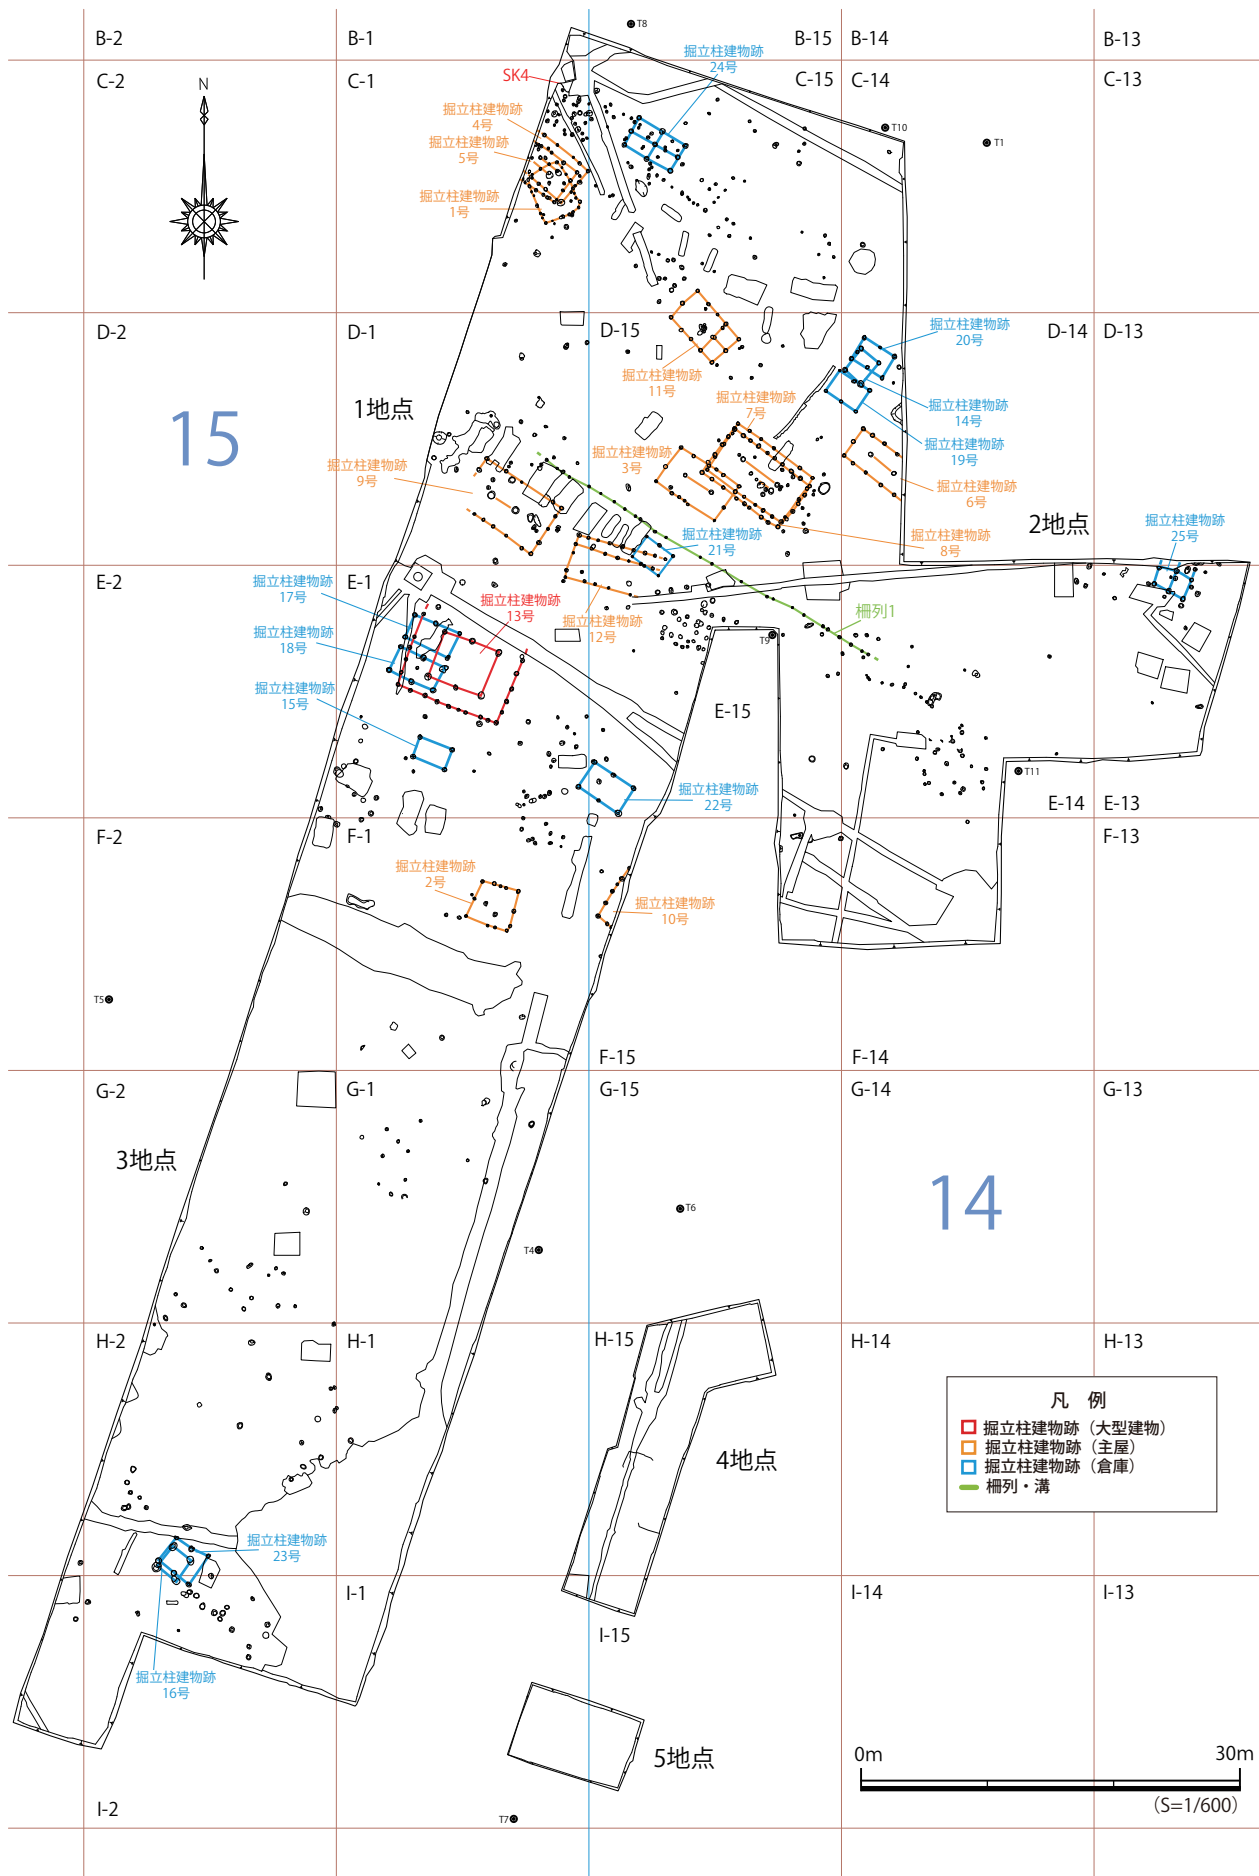 B-2
B-1
T8
B-15
B-14
B-13
C-2
C-1
SK4
掘立柱建物跡
24号
C-15
C-14
C-13
N
掘立柱建物跡
4号
掘立柱建物跡
5号
掘立柱建物跡
1号
T10
T1
D-2
D-1
D-15
D-14
D-13
掘立柱建物跡
20号
掘立柱建物跡
11号
掘立柱建物跡
14号
1地点
15
掘立柱建物跡
7号
掘立柱建物跡
19号
掘立柱建物跡
3号
掘立柱建物跡
9号
掘立柱建物跡
6号
2地点
掘立柱建物跡
8号
掘立柱建物跡
21号
掘立柱建物跡
25号
E-2
E-1
掘立柱建物跡
17号
掘立柱建物跡
13号
掘立柱建物跡
12号
柵列1
掘立柱建物跡
18号
T9
掘立柱建物跡
15号
E-15
T11
掘立柱建物跡
22号
E-14
E-13
F-2
F-1
F-13
掘立柱建物跡
2号
掘立柱建物跡
10号
T5
F-15
F-14
G-2
G-1
G-15
G-14
G-13
3地点
14
T6
T4
H-2
H-1
H-15
H-14
H-13
凡 例
掘立柱建物跡（大型建物）
掘立柱建物跡（主屋）
掘立柱建物跡（倉庫）
柵列・溝
4地点
掘立柱建物跡
23号
I-1
I-14
I-13
I-15
掘立柱建物跡
16号
5地点
0m
30m
（S=1/600）
I-2
T7